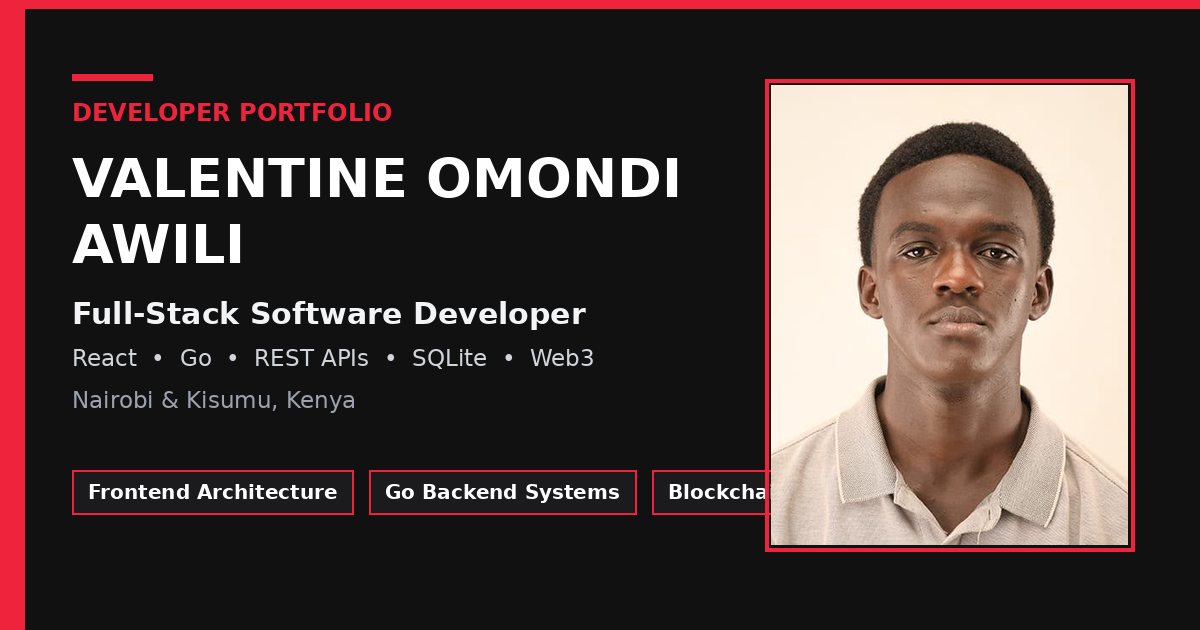 DEVELOPER PORTFOLIO
VALENTINE OMONDI
AWILI
Full-Stack Software Developer
React • Go • REST APIs • SQLite • Web3
Nairobi & Kisumu, Kenya
Frontend Architecture
Go Backend Systems